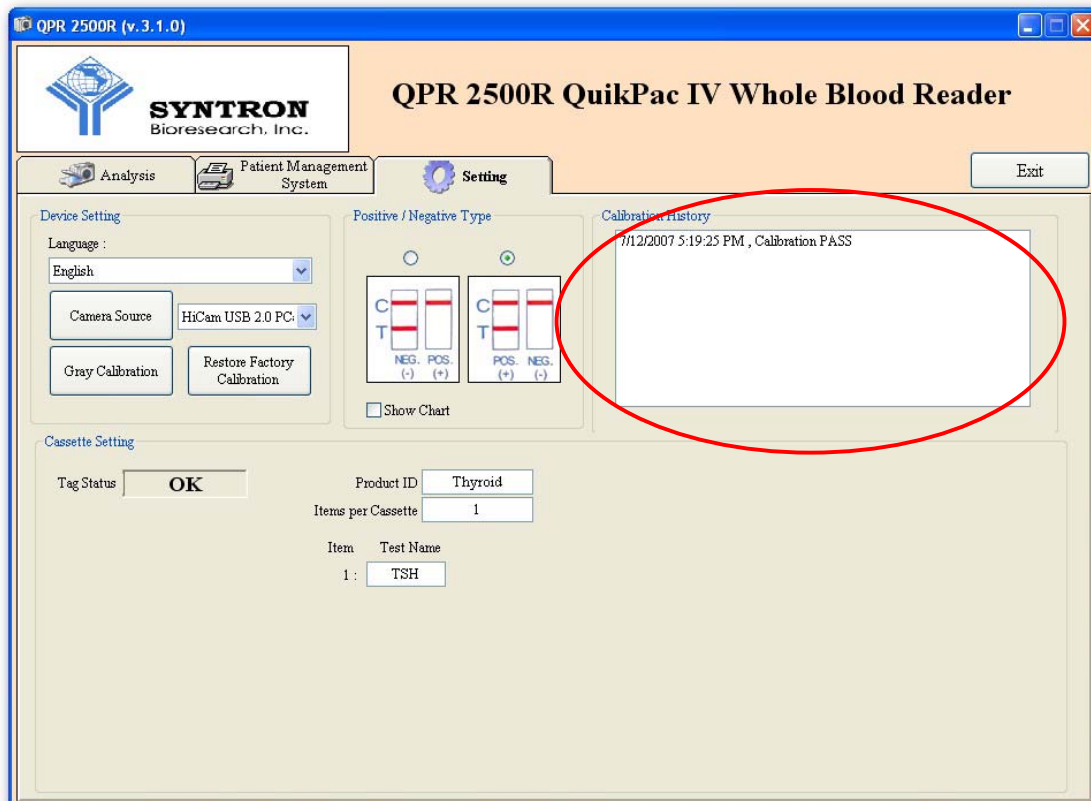 QPR 2500R (v.3.1.0)
SYNTRON
Bioresearch, Inc.
QPR 2500R QuikPac IV Whole Blood Reader
Analysis
Patient Management
System
Setting
Exit
Device Setting
Language :
English
Camera Source
HiCam USB 2.0 PC
Gray Calibration
Restore Factory
Calibration
Positive / Negative Type
C
T
NEG. POS.
(-) (+)
C
T
POS. NEG.
(+) (-)
Show Chart
Calibration History
7/12/2007 5:19:25 PM , Calibration PASS
Cassette Setting
Tag Status OK
Product ID Thyroid
Items per Cassette 1
Item Test Name
1 : TSH